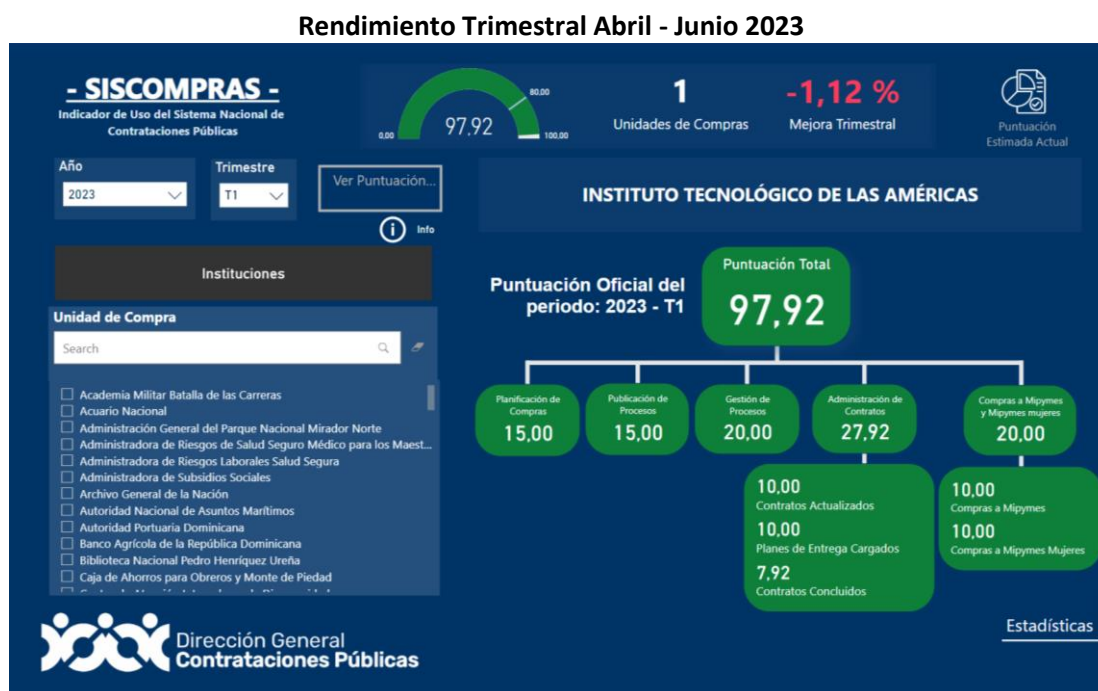 Rendimiento Trimestral Abril - Junio 2023
- SISCOMPRAS -
Indicador de Uso del Sistema Nacional de
Contrataciones Públicas
0,00
97,92
80,00
100,00
1
Unidades de Compras
-1,12 %
Mejora Trimestral
Puntuación
Estimada Actual
Año
2023
Trimestre
T1
Ver Puntuación...
Info
INSTITUTO TECNOLÓGICO DE LAS AMÉRICAS
Instituciones
Unidad de Compra
Search
Academia Militar Batalla de las Carreras
Acuario Nacional
Administración General del Parque Nacional Mirador Norte
Administradora de Riesgos de Salud Seguro Médico para los Maest...
Administradora de Riesgos Laborales Salud Segura
Administradora de Subsidios Sociales
Archivo General de la Nación
Autoridad Nacional de Asuntos Marítimos
Autoridad Portuaria Dominicana
Banco Agrícola de la República Dominicana
Biblioteca Nacional Pedro Henríquez Ureña
Caja de Ahorros para Obreros y Monte de Piedad
Puntuación Oficial del
periodo: 2023 - T1
Puntuación Total
97,92
Planificación de
Compras
15,00
Publicación de
Procesos
15,00
Gestión de
Procesos
20,00
Administración de
Contratos
27,92
Compras a Mipymes
y Mipymes mujeres
20,00
10,00
Contratos Actualizados
10,00
Planes de Entrega Cargados
7,92
Contratos Concluidos
10,00
Compras a Mipymes
10,00
Compras a Mipymes Mujeres
Estadísticas
Dirección General
Contrataciones Públicas